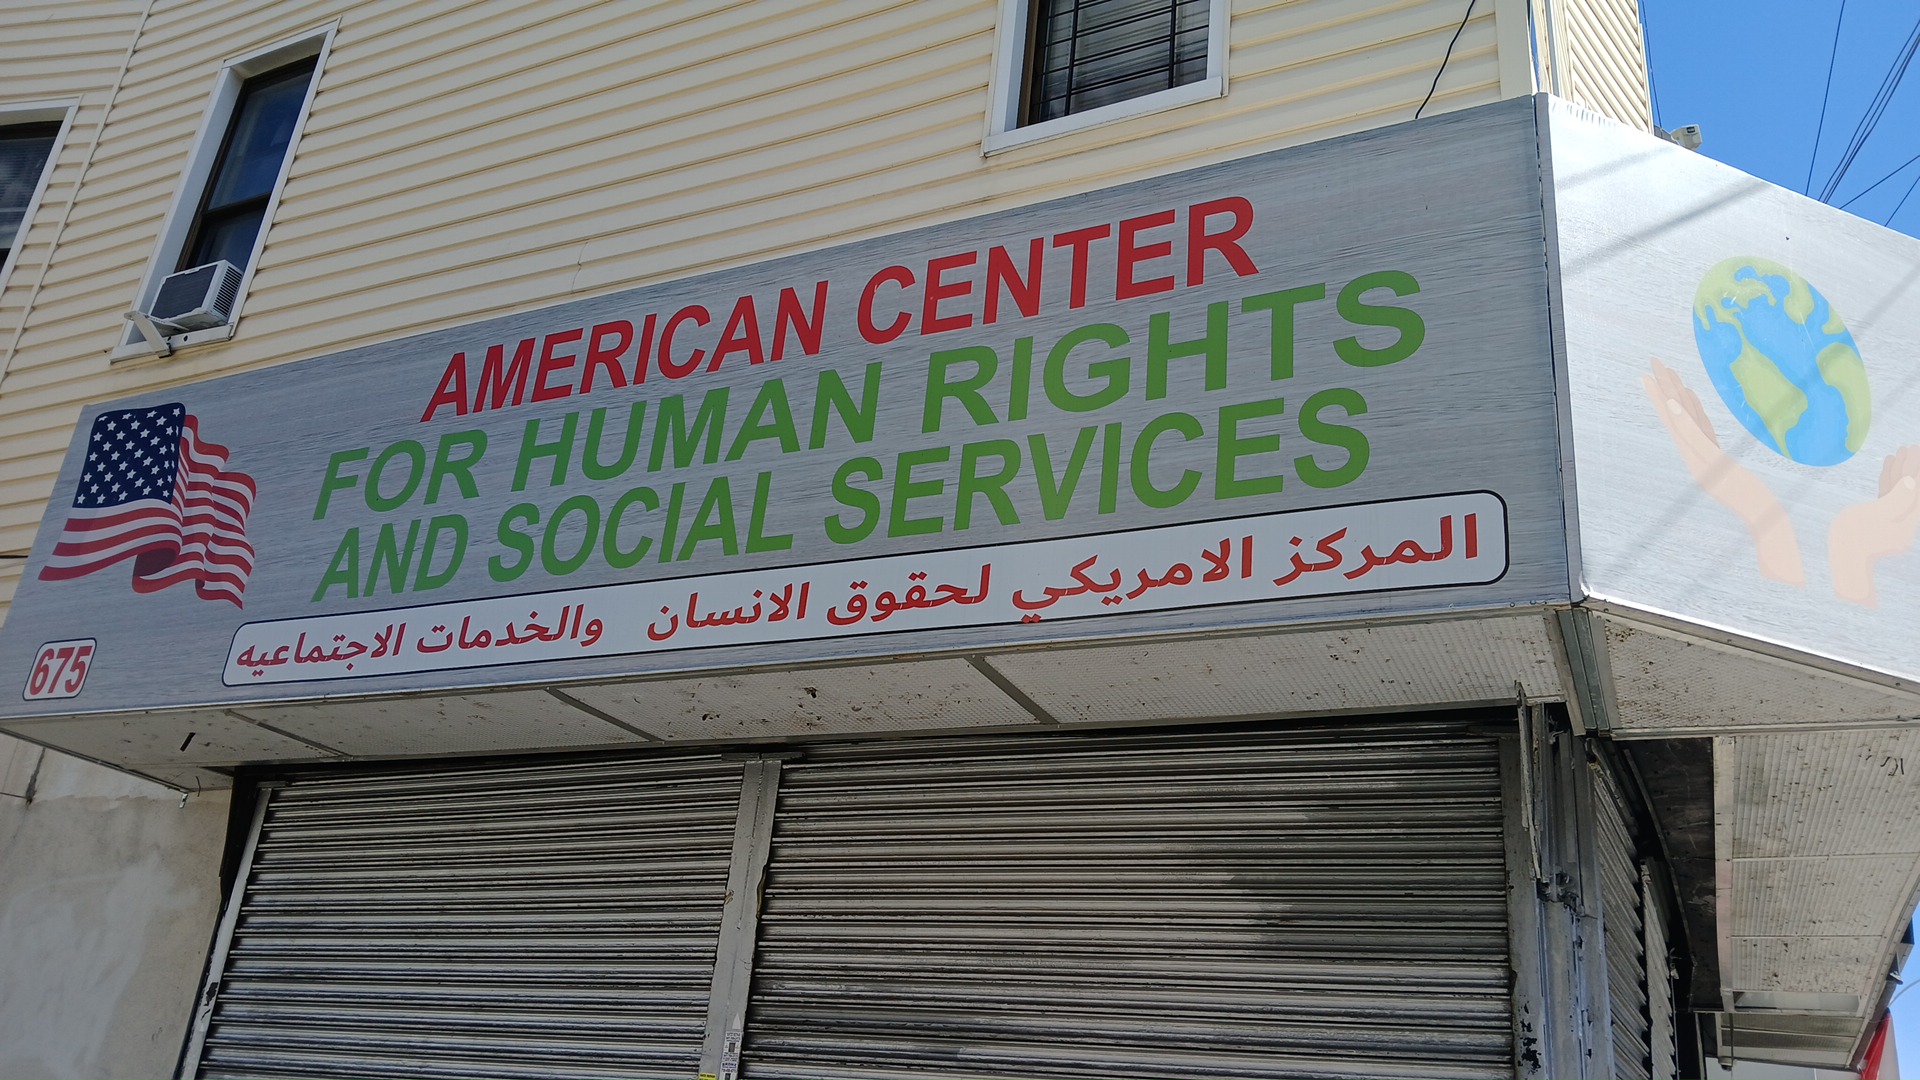 AMERICAN CENTER
FOR HUMAN RIGHTS
AND SOCIAL SERVICES
المركز الامريكي لحقوق الانسان والخدمات الاجتماعيه
675